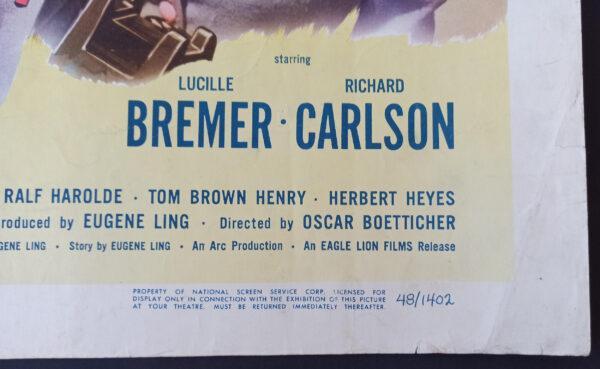 starring
LUCILLE RICHARD
BREMER · CARLSON
RALF HAROLDE · TOM BROWN HENRY · HERBERT HEYES
roduced by EUGENE LING · Directed by OSCAR BOETTICHER
GENE LING · Story by EUGENE LING · An Arc Production · An EAGLE LION FILMS Release
PROPERTY OF NATIONAL SCREEN SERVICE CORP. LICENSED FOR
DISPLAY ONLY IN CONNECTION WITH THE EXHIBITION OF THIS PICTURE
AT YOUR THEATRE. MUST BE RETURNED IMMEDIATELY THEREAFTER.
48/1402